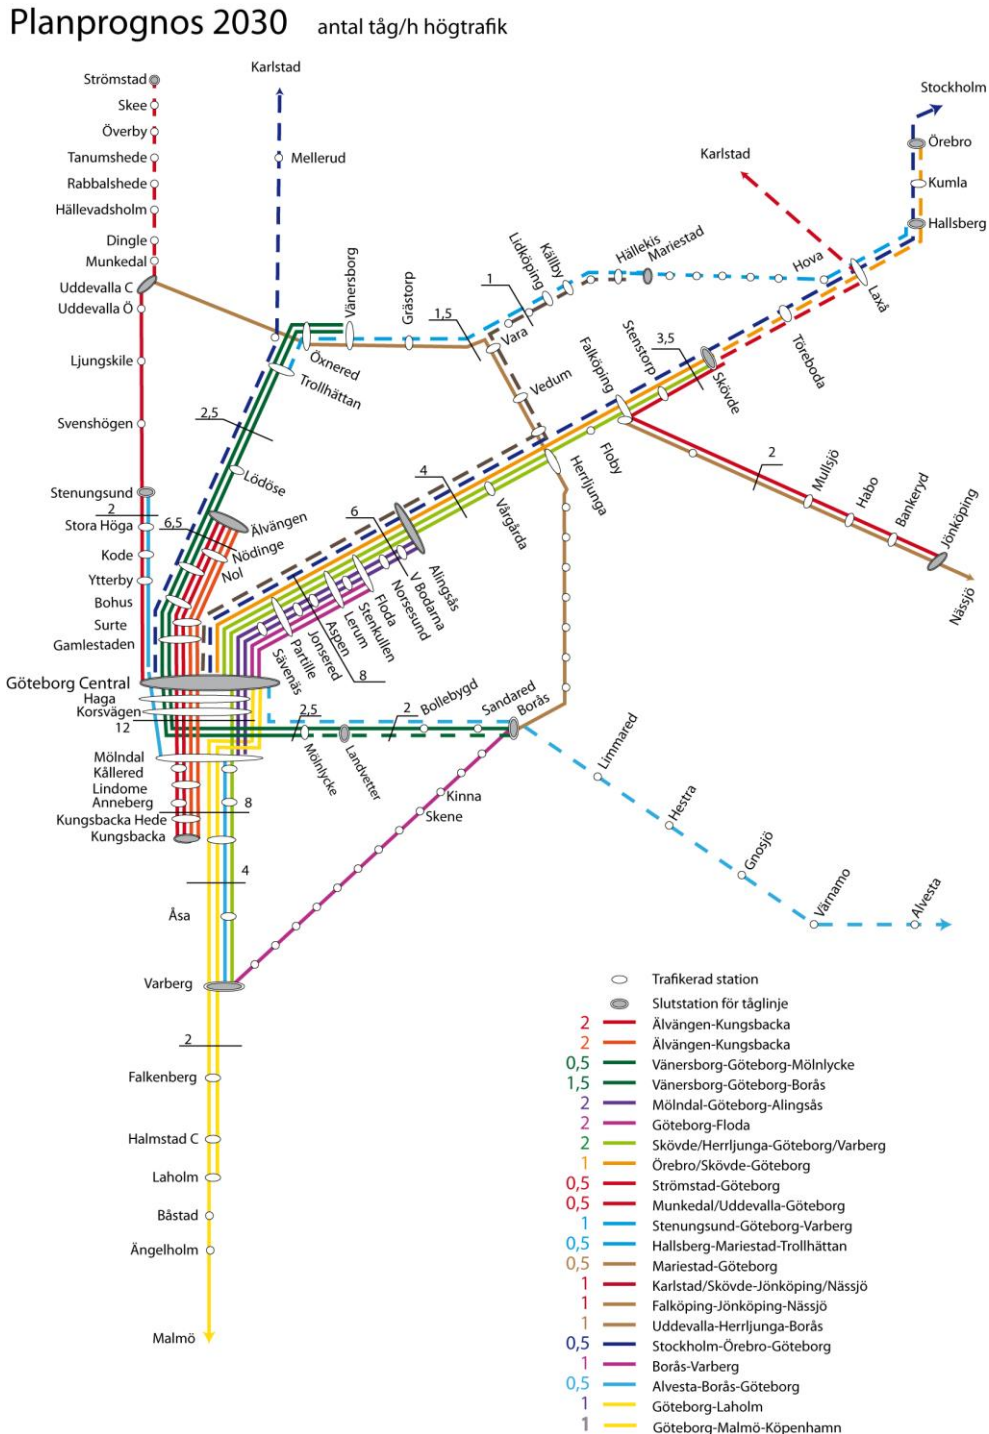 Planprognos 2030 antal tåg/h högtrafik
Karlstad
Strömstad
Skee
Överby
Tanumshede
Rabbalshede
Hällevadsholm
Dingle
Munkedal
Uddevalla C
Uddevalla Ö
Ljungskile
Svenshögen
Stenungsund
2
Stora Höga
Kode
Ytterby
Bohus
Surte
Gamlestaden
Göteborg Central
Haga
Korsvägen
12
Mölndal
Kållered
Lindome
Anneberg
8
Kungsbacka Hede
Kungsbacka
4
Åsa
Varberg
2
Falkenberg
Halmstad C
Laholm
Båstad
Ängelholm
Malmö
Mellerud
Vänersborg
Öxnered
Trollhättan
2,5
Lödöse
6,5
Älvängen
Nödinge
Nol
Grästorp
1,5
1
Lidköping
Källby
Hällekis
Mariestad
Hova
Karlstad
Stockholm
Örebro
Kumla
Hallsberg
Laxå
Töreboda
Skövde
3,5
Stenstorp
Falköping
Floby
Vara
Vedum
Herrljunga
Vårgårda
4
6
Alingsås
V Bodarna
Norsesund
Floda
Stenkullen
Lerum
Aspen
Jonsered
Partille
Sävenäs
8
2
Mullsjö
Habo
Bankeryd
Jönköping
Nässjö
2,5
Mölnlycke
Landvetter
2
Bollebygd
Sandared
Borås
Kinna
Skene
Limmared
Hestra
Gnosjö
Värnamo
Alvesta
Trafikerad station
Slutstation för tåglinje
2 Älvängen-Kungsbacka
2 Älvängen-Kungsbacka
0,5 Vänersborg-Göteborg-Mölnlycke
1,5 Vänersborg-Göteborg-Borås
2 Mölndal-Göteborg-Alingsås
2 Göteborg-Floda
2 Skövde/Herrljunga-Göteborg/Varberg
1 Örebro/Skövde-Göteborg
0,5 Strömstad-Göteborg
0,5 Munkedal/Uddevalla-Göteborg
1 Stenungsund-Göteborg-Varberg
0,5 Hallsberg-Mariestad-Trollhättan
0,5 Mariestad-Göteborg
1 Karlstad/Skövde-Jönköping/Nässjö
1 Falköping-Jönköping-Nässjö
1 Uddevalla-Herrljunga-Borås
0,5 Stockholm-Örebro-Göteborg
1 Borås-Varberg
0,5 Alvesta-Borås-Göteborg
1 Göteborg-Laholm
1 Göteborg-Malmö-Köpenhamn